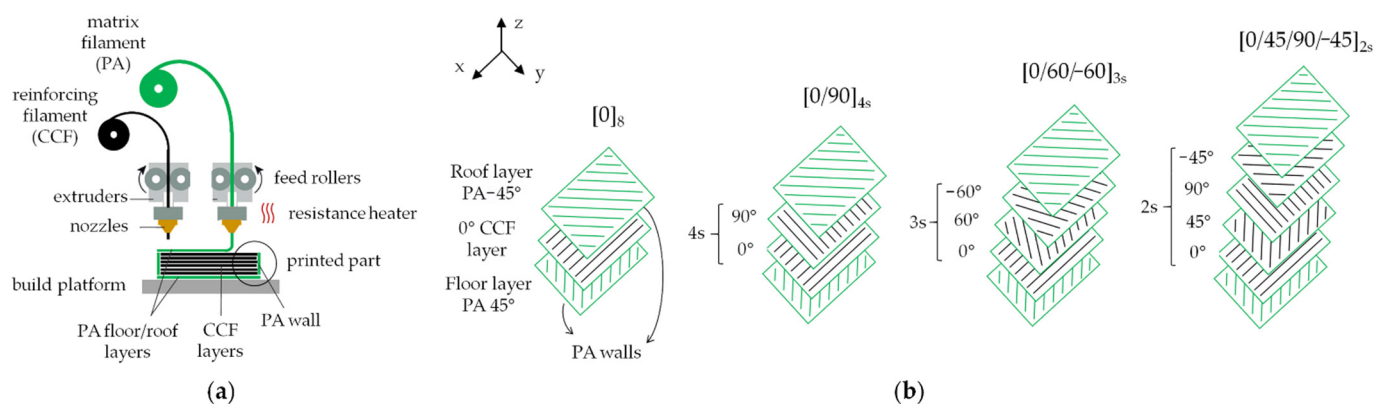 matrix
filament
(PA)
reinforcing
filament
(CCF)
extruders
feed rollers
resistance heater
nozzles
printed part
build platform
PA floor/roof
layers
CCF
layers
PA wall
(a)
z
x
y
[0]8
Roof layer
PA−45°
0° CCF
layer
Floor layer
PA 45°
PA walls
[0/90]4s
4s
90°
0°
[0/60/−60]3s
3s
−60°
60°
0°
[0/45/90/−45]2s
2s
−45°
90°
45°
0°
(b)